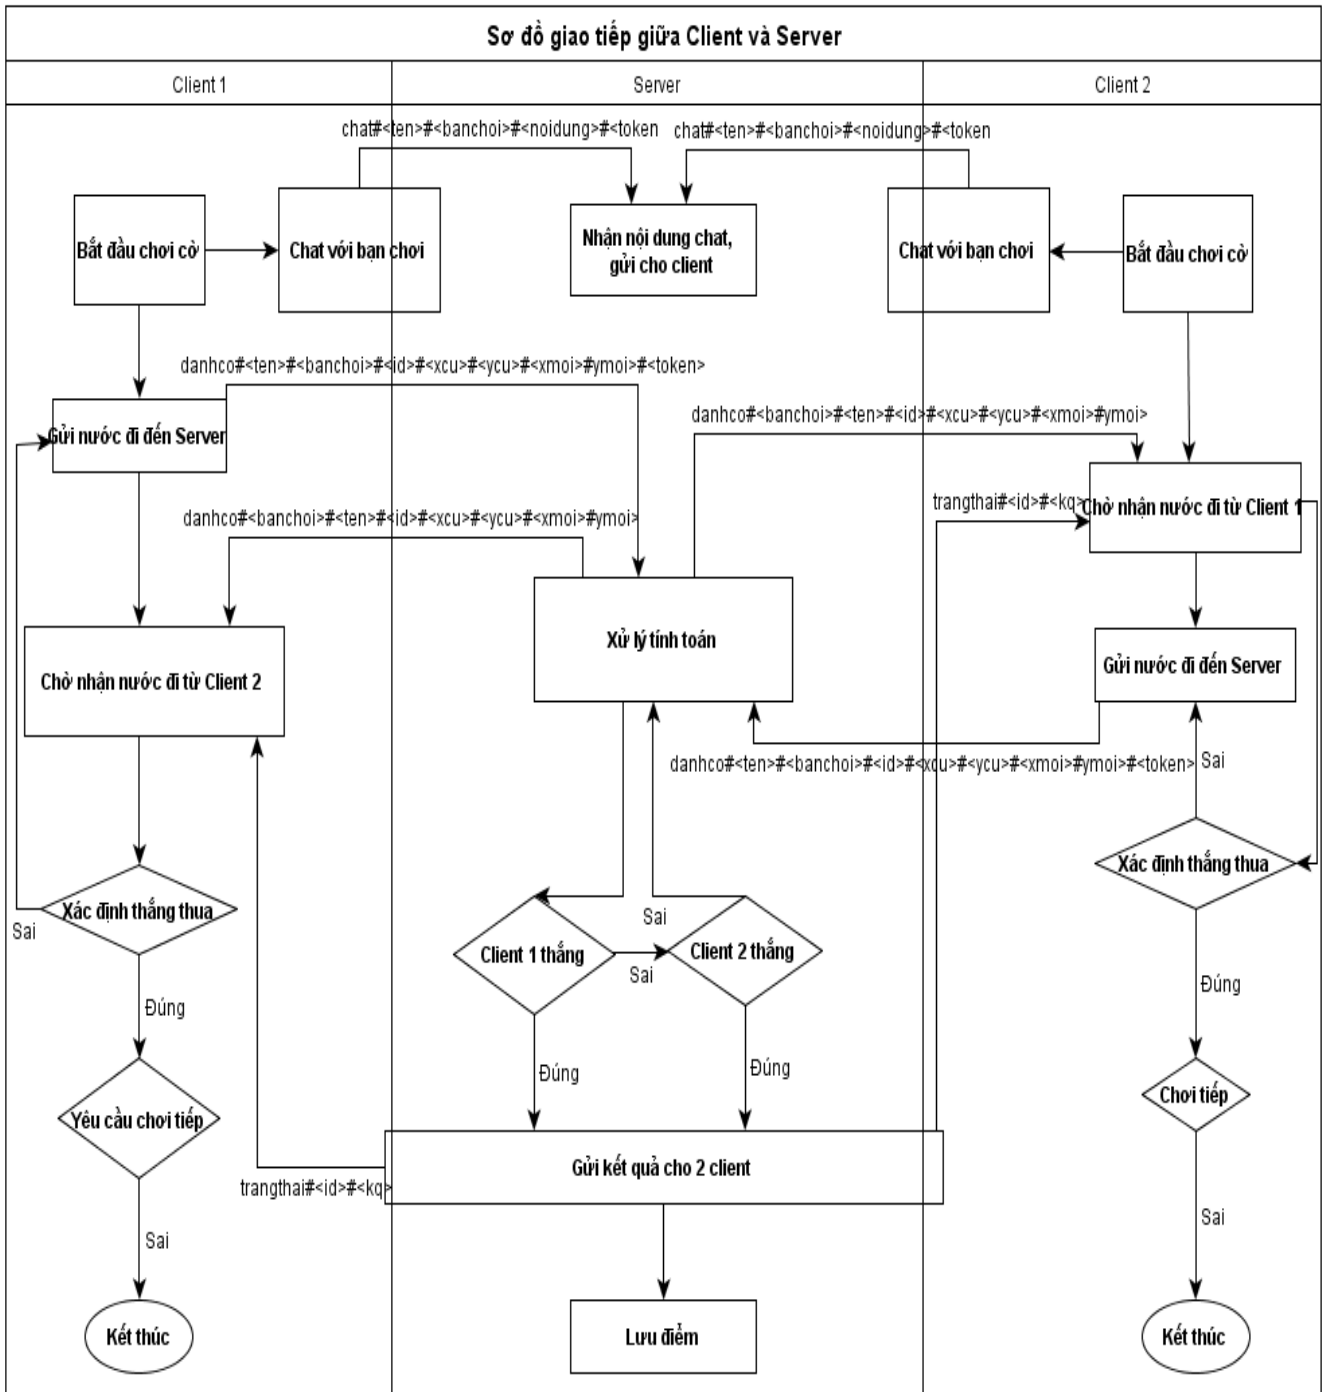 Sơ đồ giao tiếp giữa Client và Server
Client 1
Server
Client 2
chat#<ten>#<banchoi>#<noidung>#<token
chat#<ten>#<banchoi>#<noidung>#<token
Bắt đầu chơi cờ
Chat với bạn chơi
Nhận nội dung chat,
gửi cho client
Chat với bạn chơi
Bắt đầu chơi cờ
danhco#<ten>#<banchoi>#<id>#<xcu>#<ycu>#<xmoi>#ymoi>#<token>
danhco#<banchoi>#<ten>#<id>#<xcu>#<ycu>#<xmoi>#ymoi>
Gửi nước đi đến Server
trangthai#<id>#<kq>
Chờ nhận nước đi từ Client 1
danhco#<banchoi>#<ten>#<id>#<xcu>#<ycu>#<xmoi>#ymoi>
Xử lý tính toán
Gửi nước đi đến Server
Chờ nhận nước đi từ Client 2
danhco#<ten>#<banchoi>#<id>#<xcu>#<ycu>#<xmoi>#ymoi>#<token>
Sai
Xác định thắng thua
Xác định thắng thua
Sai
Sai
Client 1 thắng
Sai
Client 2 thắng
Đúng
Đúng
Đúng
Đúng
Yêu cầu chơi tiếp
Chơi tiếp
Gửi kết quả cho 2 client
trangthai#<id>#<kq>
Sai
Sai
Kết thúc
Lưu điểm
Kết thúc